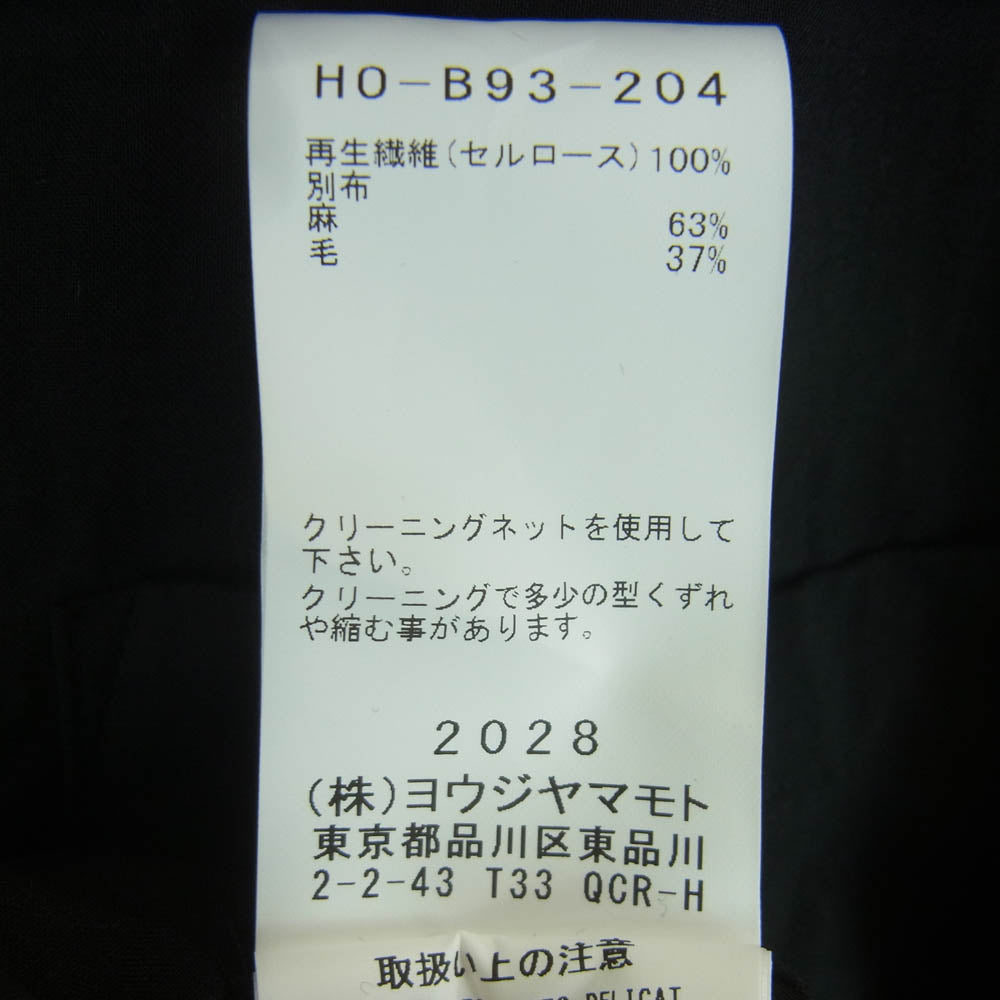 HO-B93-204
再生繊維(セルロース)100%
別布
麻 63%
毛 37%
クリーニングネットを使用して
下さい。
クリーニングで多少の型くずれ
や縮む事があります。
2028
(株)ヨウジヤマモト
東京都品川区東品川
2-2-43 T33 QCR-H
取扱い上の注意
DELICAT